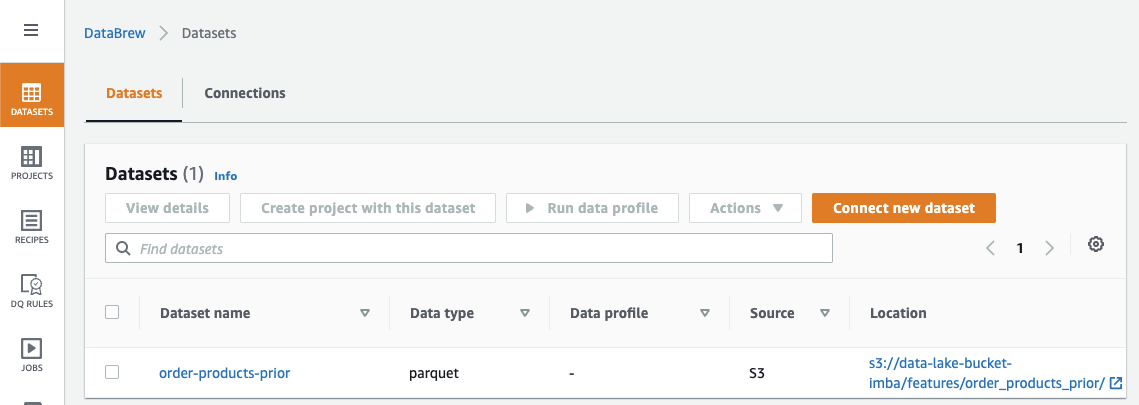 DataBrew > Datasets
Datasets
Connections
DATASETS
PROJECTS
RECIPES
DQ RULES
JOBS
Datasets (1) Info
View details
Create project with this dataset
Run data profile
Actions
Connect new dataset
Find datasets
1
Dataset name
Data type
Data profile
Source
Location
order-products-prior
parquet
-
S3
s3://data-lake-bucket-
imba/features/order_products_prior/